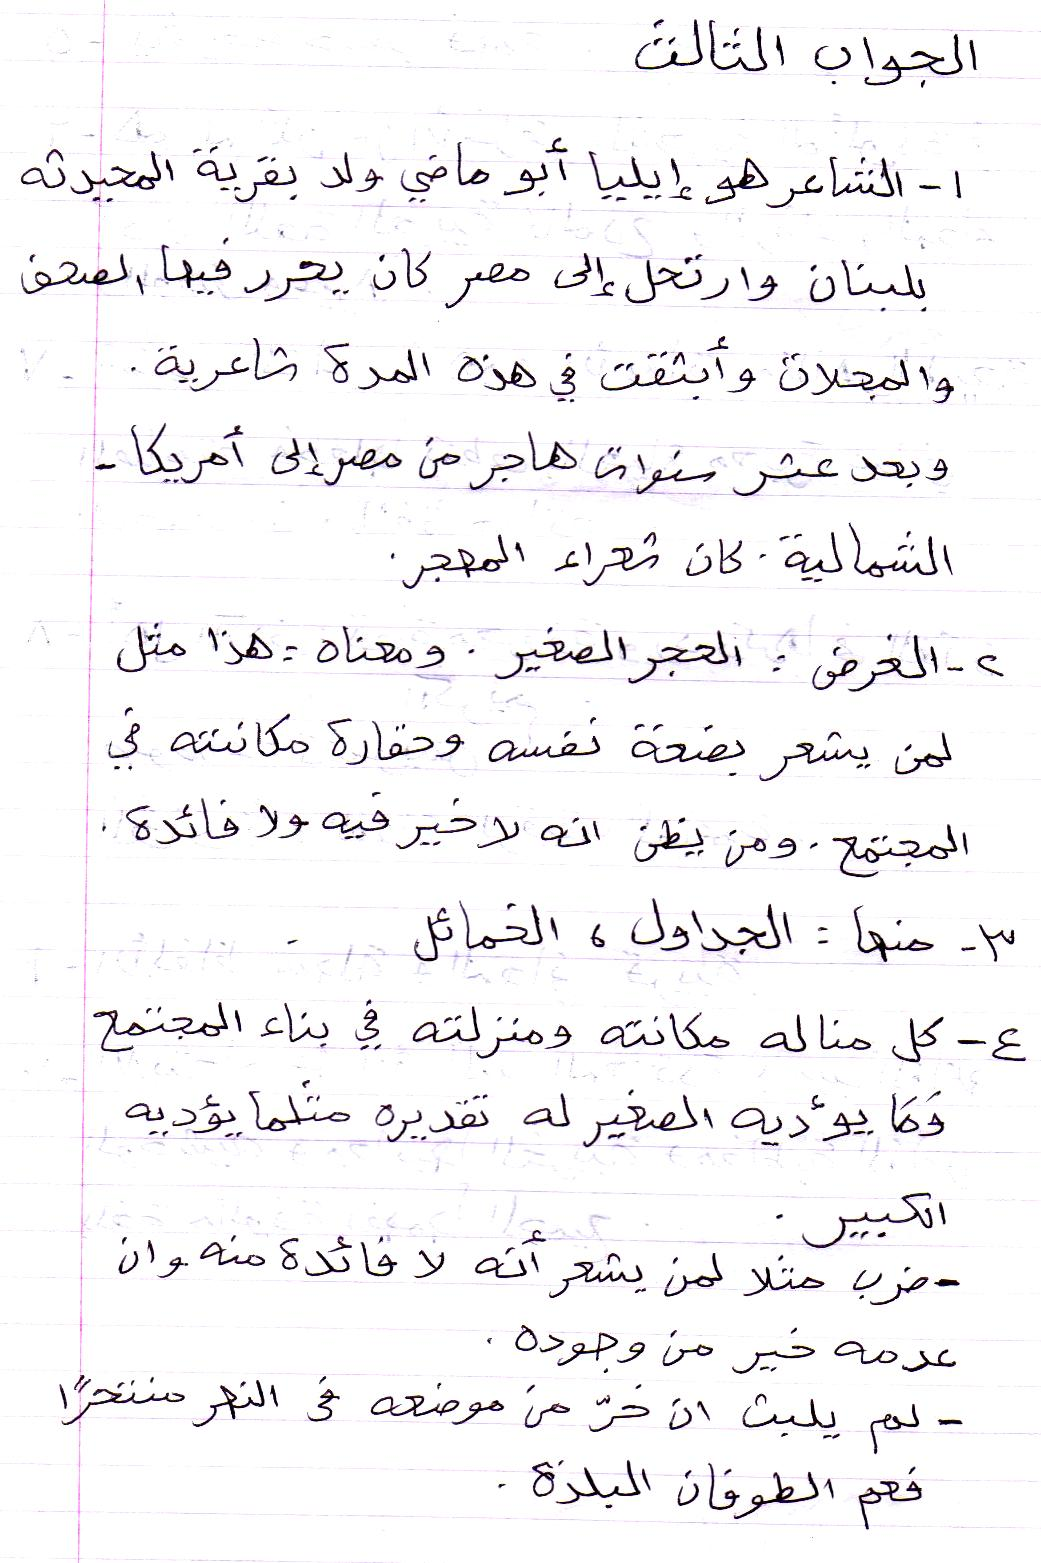 الجواب الثالث
١- الشاعر هو إيليا أبو ماضي ولد بقرية المحيدثه
بلبنان وارتحل إلى مصر كان يحرر فيها الصحف
والمجلات وأبثقت في هذه المدة شاعرية .
وبعد عشر سنوات هاجر من مصر إلى أمريكا -
الشمالية . كان شعراء المهجر .
٢- الغرض : الحجر الصغير . ومعناه : هذا مثل
لمن يشعر بضعة نفسه وحقارة مكانته في
المجتمع . ومن يظن انه لا خير فيه ولا فائدة .
٣- منها : الجداول ، الخمائل
٤- كل مناله مكانته ومنزلته في بناء المجتمع
وما يؤديه الصغير له تقديره مثلما يؤديه
الكبير .
- ضرب مثلا لمن يشعر أنه لا فائدة منه وان
عدمه خير من وجوده .
- لم يلبث ان خرّ من موضعه في النهر منتحرًا
فعم الطوفان البلدة .